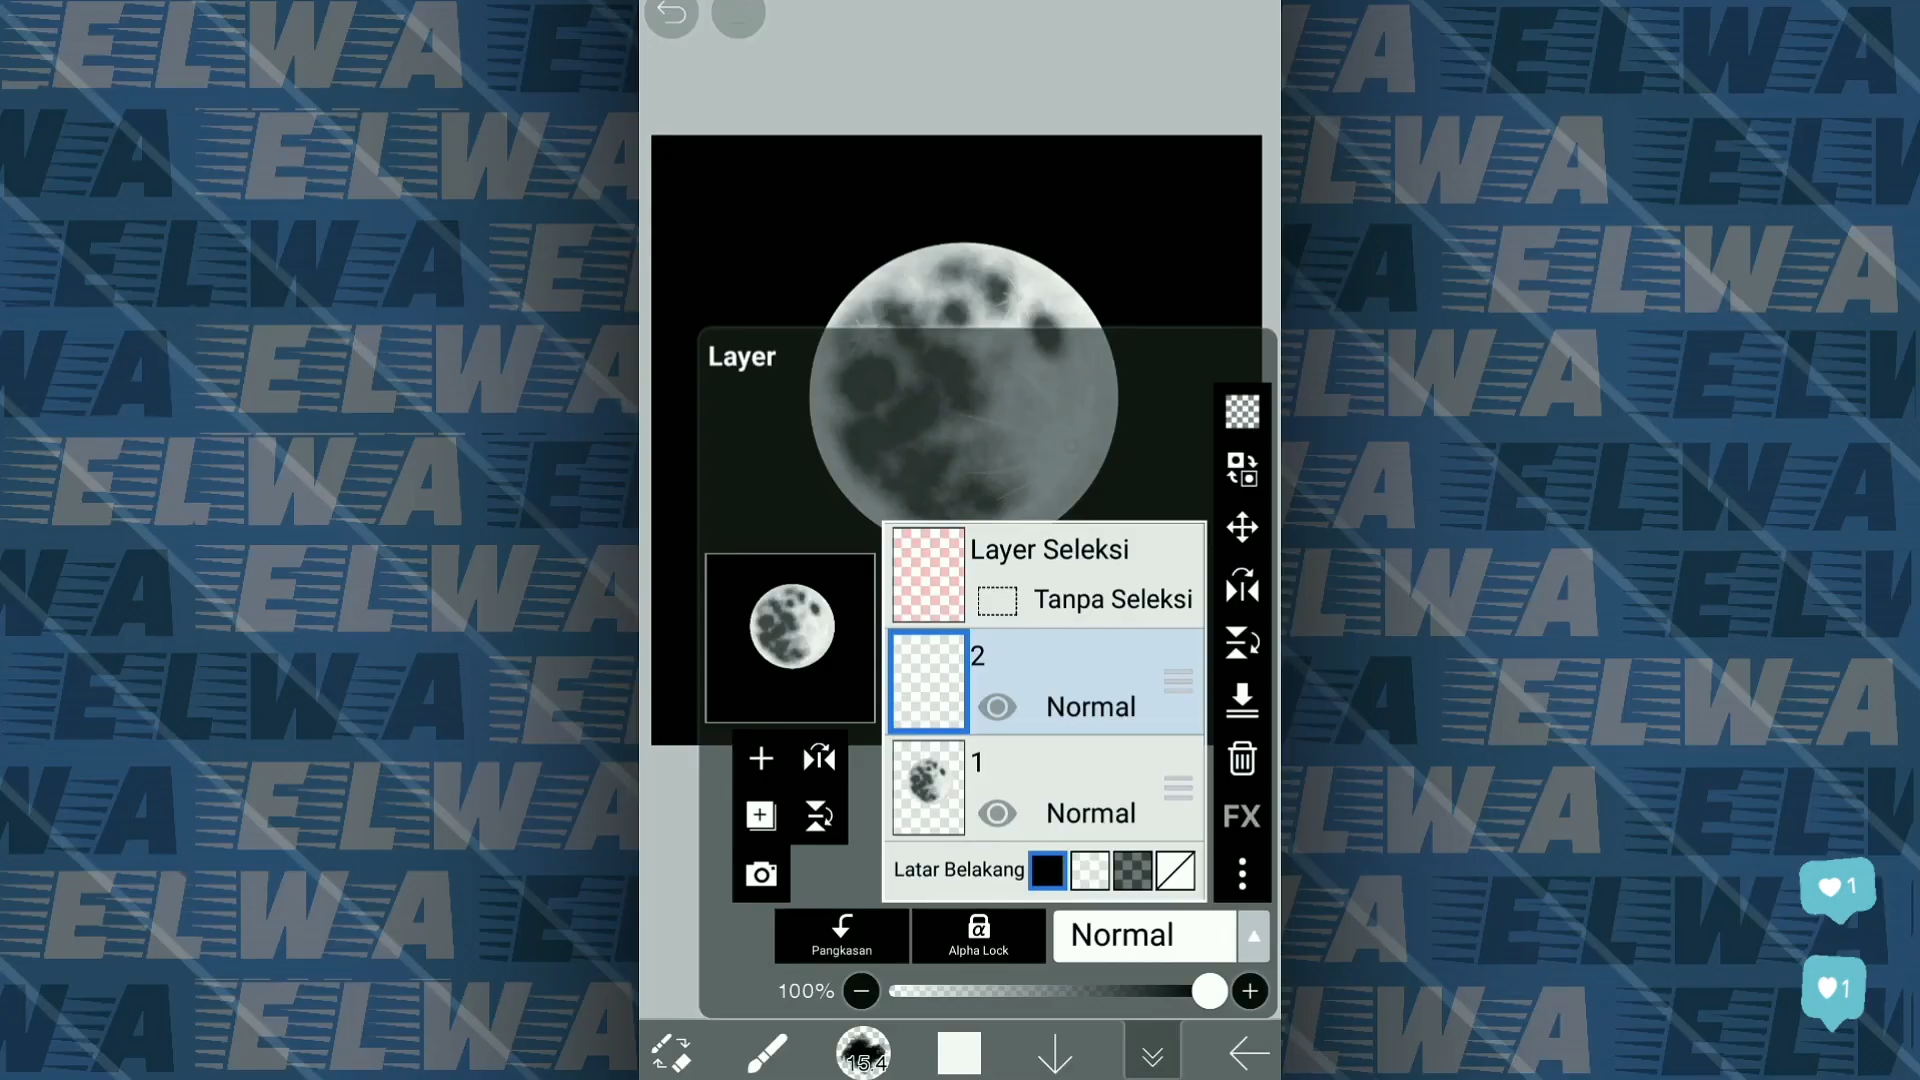 ELWA
Layer
Layer Seleksi
Tanpa Seleksi
2
Normal
1
Normal
Latar Belakang
FX
Pangkasan
α
Alpha Lock
Normal
100%
15.4
1
1